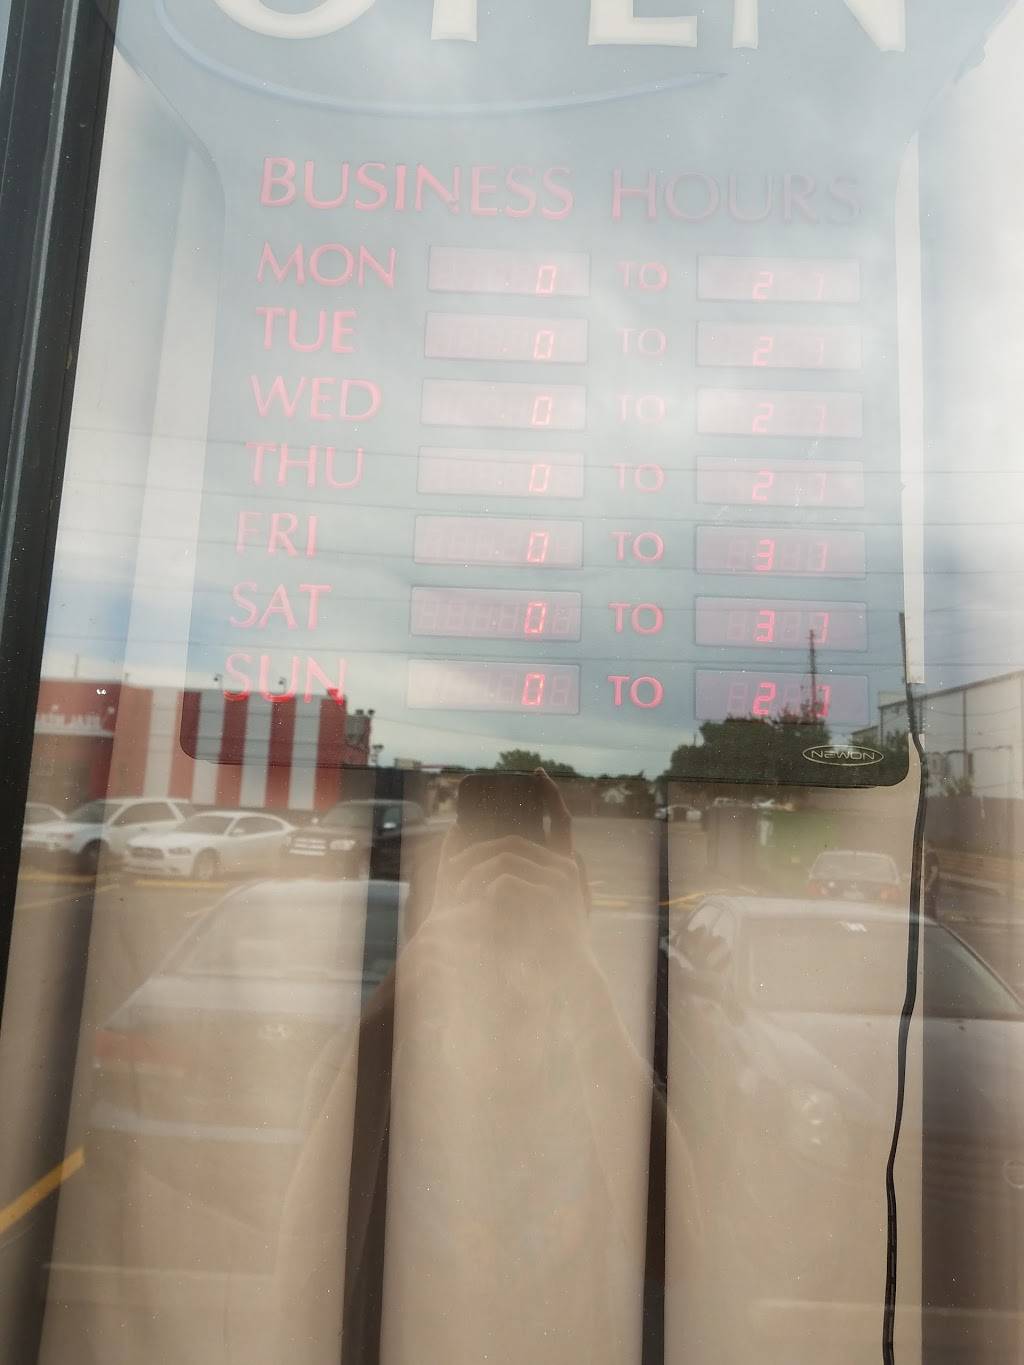 OPEN
BUSINESS HOURS
MON 0 TO 2
TUE 0 TO 2
WED 0 TO 2
THU 0 TO 2
FRI 0 TO 3
SAT 0 TO 3
SUN 0 TO 2
NEWON